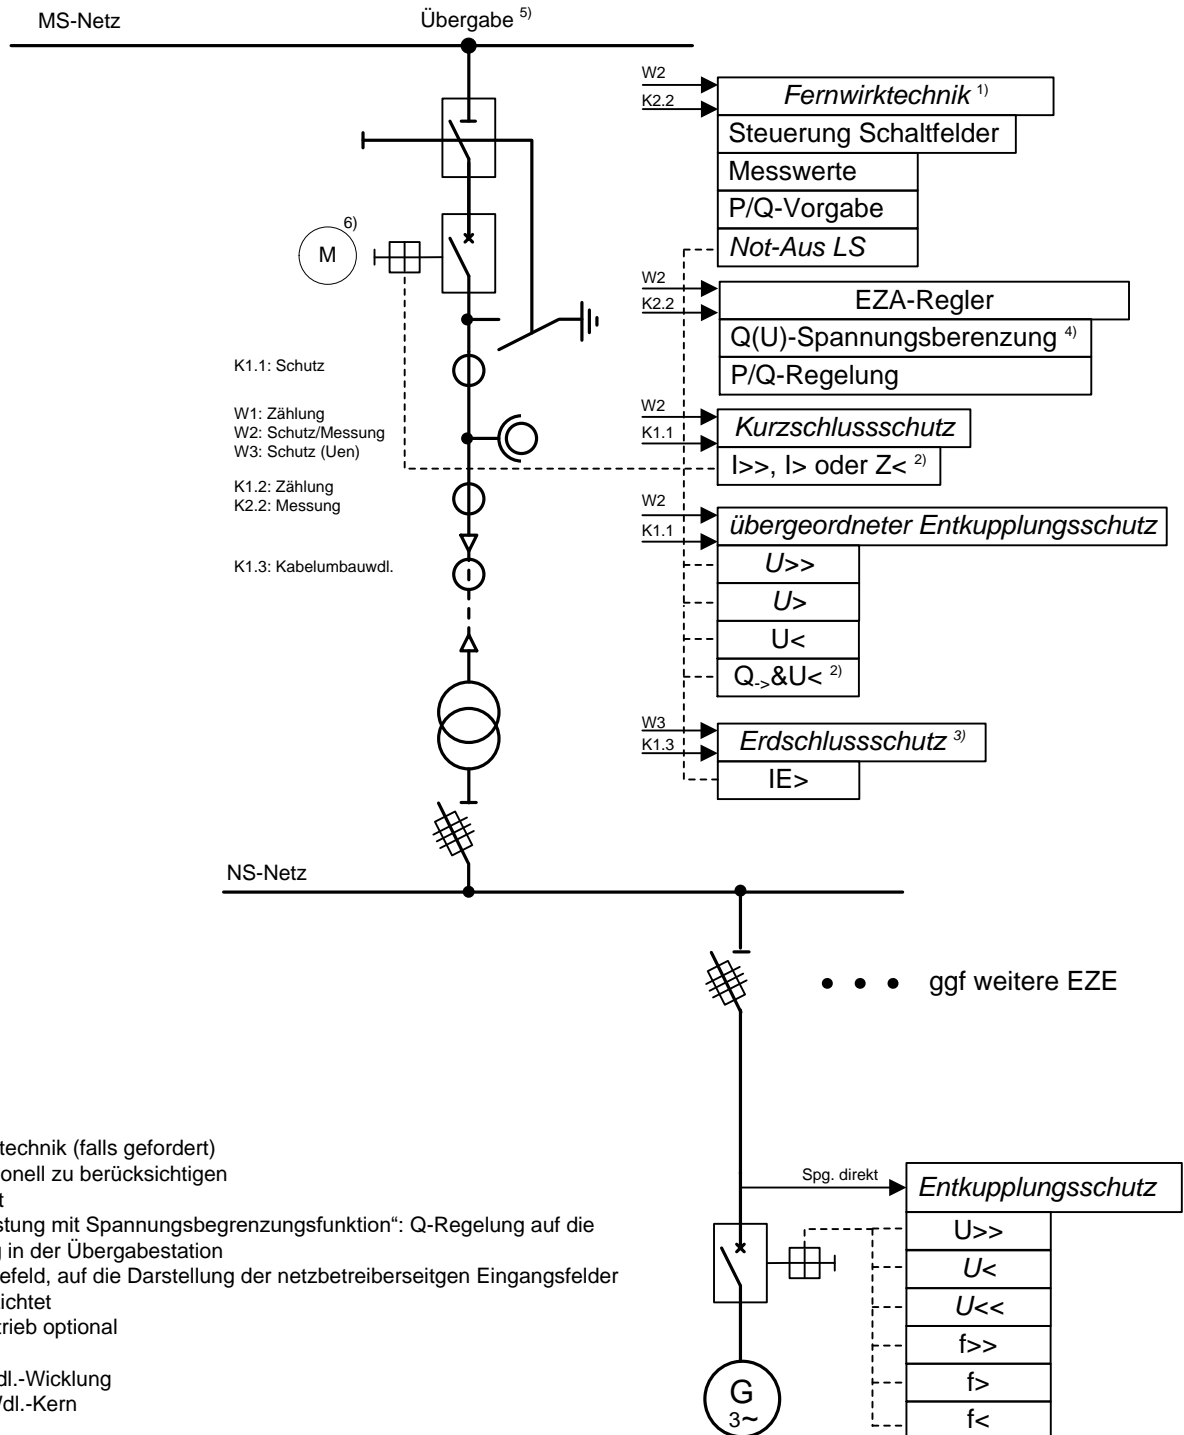 MS-Netz
Übergabe 5)
W2
K2.2
Fernwirktechnik 1)
Steuerung Schaltfelder
Messwerte
P/Q-Vorgabe
Not-Aus LS
M
6)
W2
K2.2
EZA-Regler
Q(U)-Spannungsberenzung 4)
P/Q-Regelung
K1.1: Schutz
W1: Zählung
W2: Schutz/Messung
W3: Schutz (Uen)
W2
K1.1
Kurzschlussschutz
I>>, I> oder Z< 2)
K1.2: Zählung
K2.2: Messung
W2
K1.1
übergeordneter Entkupplungsschutz
U>>
U>
U<
Q->&U< 2)
K1.3: Kabelumbauwdl.
W3
K1.3
Erdschlussschutz 3)
IE>
NS-Netz
ggf weitere EZE
technik (falls gefordert)
onell zu berücksichtigen
t
stung mit Spannungsbegrenzungsfunktion“: Q-Regelung auf die
g in der Übergabestation
efeld, auf die Darstellung der netzbetreiberseitgen Eingangsfelder
ichtet
trieb optional
dl.-Wicklung
Wdl.-Kern
Spg. direkt
Entkupplungsschutz
U>>
U<
U<<
f>>
f>
f<
G
3~